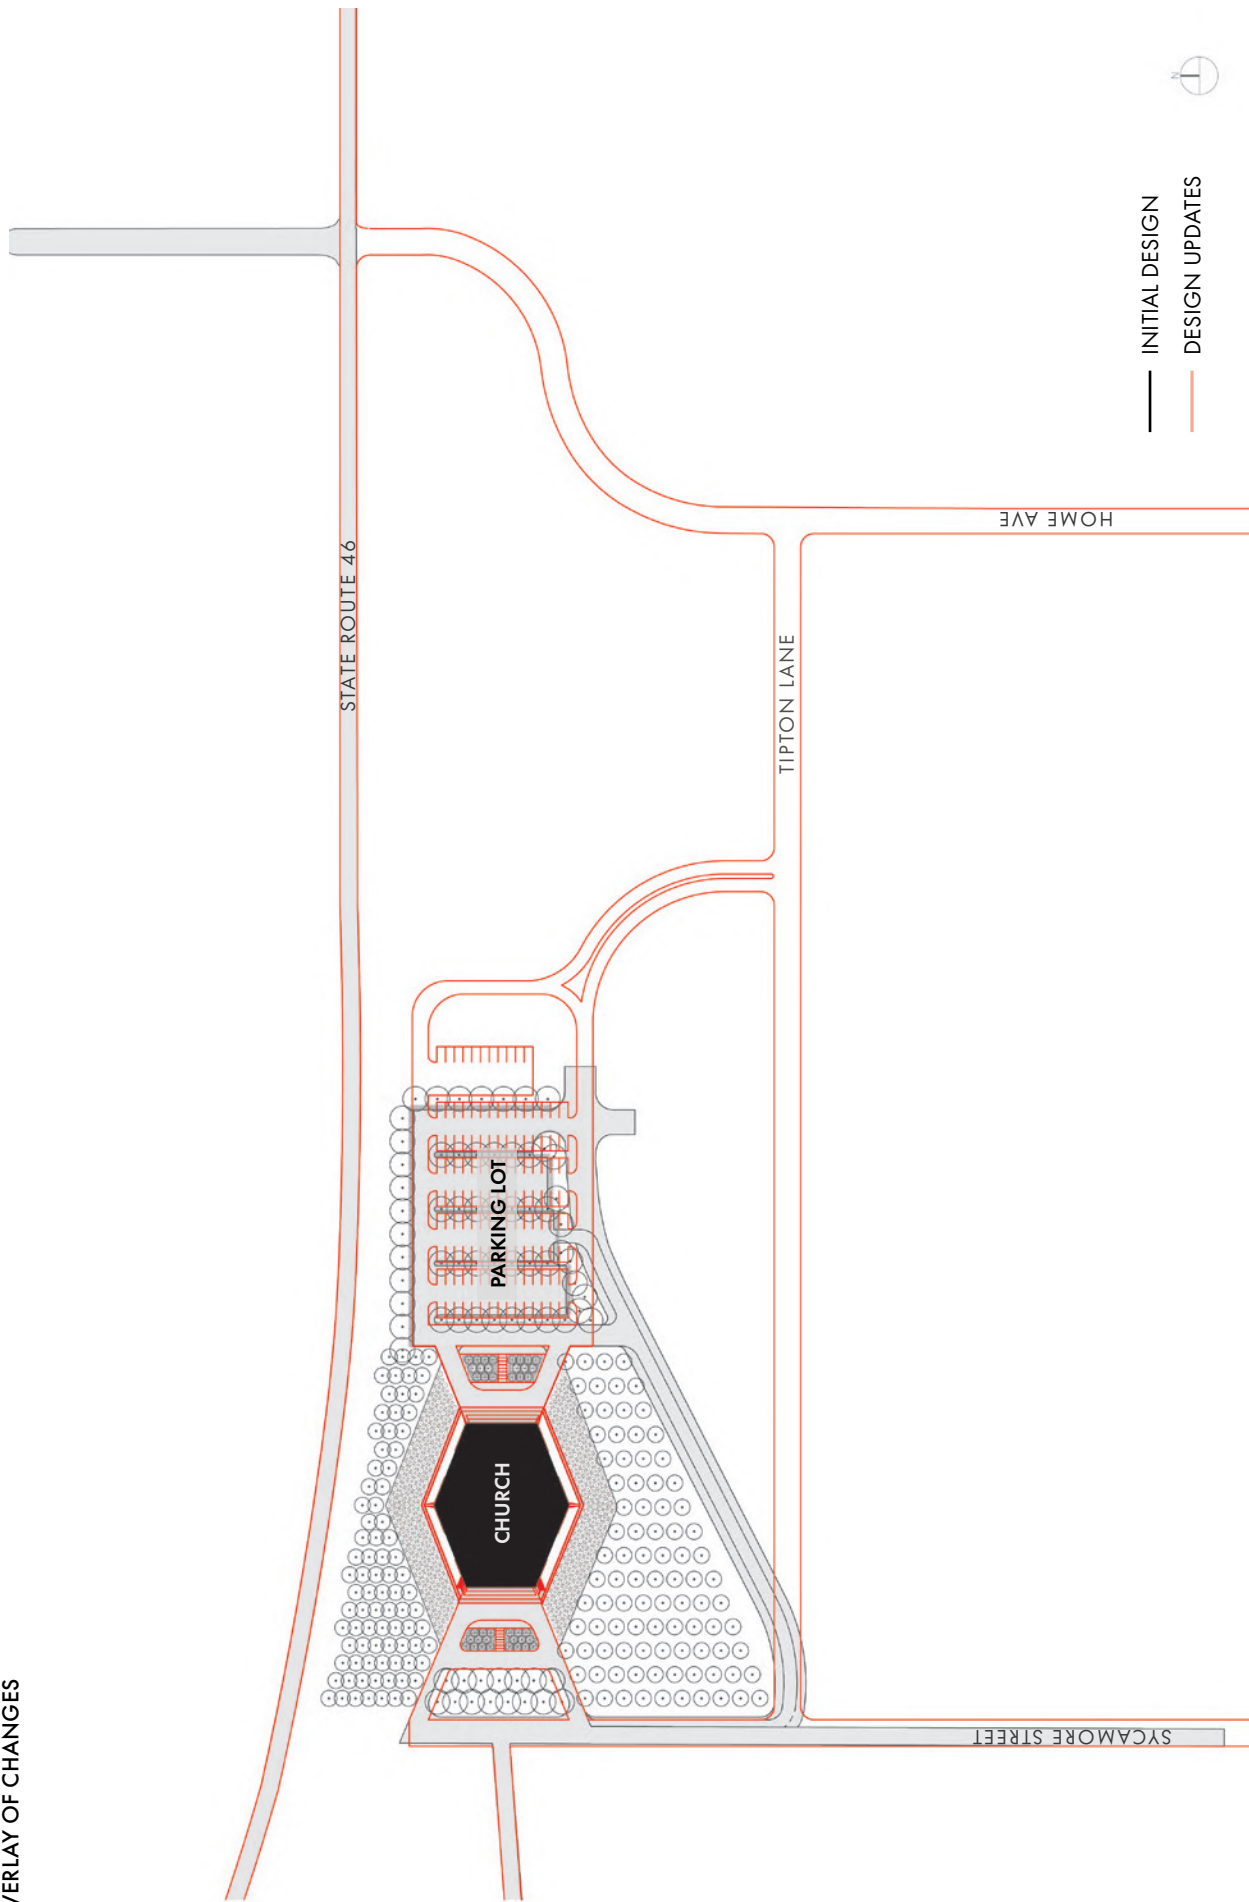 VERLAY OF CHANGES
STATE ROUTE 46
N
INITIAL DESIGN
DESIGN UPDATES
HOME AVE
TIPTON LANE
PARKING LOT
CHURCH
SYCAMORE STREET